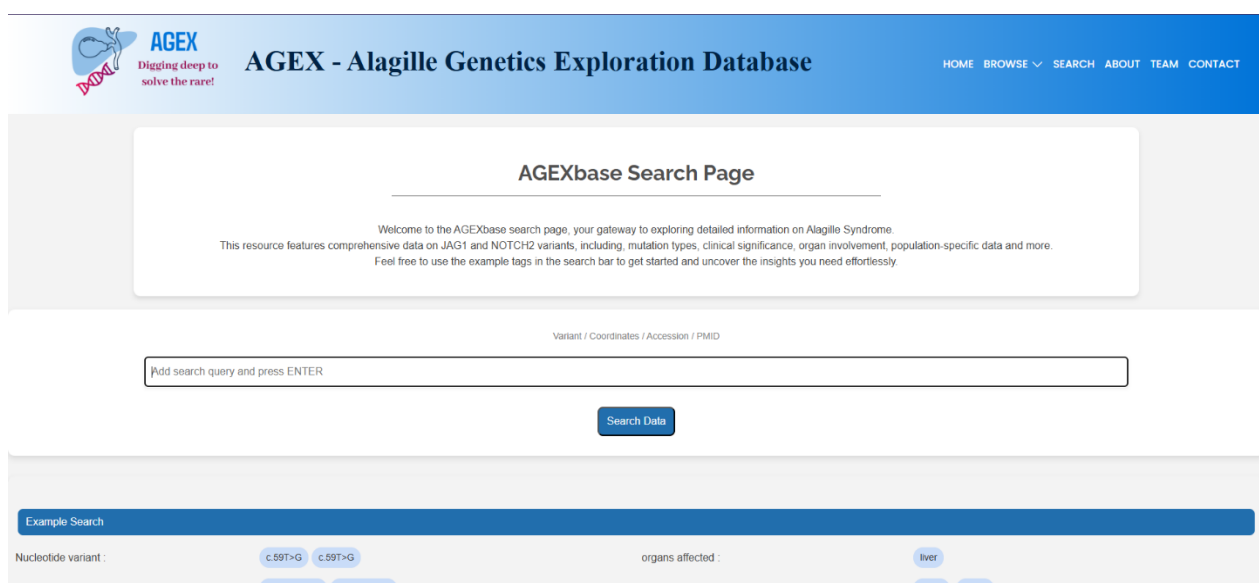 AGEX
Digging deep to
solve the rare!
AGEX - Alagille Genetics Exploration Database
HOME BROWSE SEARCH ABOUT TEAM CONTACT
AGEXbase Search Page
Welcome to the AGEXbase search page, your gateway to exploring detailed information on Alagille Syndrome.
This resource features comprehensive data on JAG1 and NOTCH2 variants, including, mutation types, clinical significance, organ involvement, population-specific data and more.
Feel free to use the example tags in the search bar to get started and uncover the insights you need effortlessly.
Variant / Coordinates / Accession / PMID
Add search query and press ENTER
Search Data
Example Search
Nucleotide variant : c.59T>G c.59T>G organs affected : liver